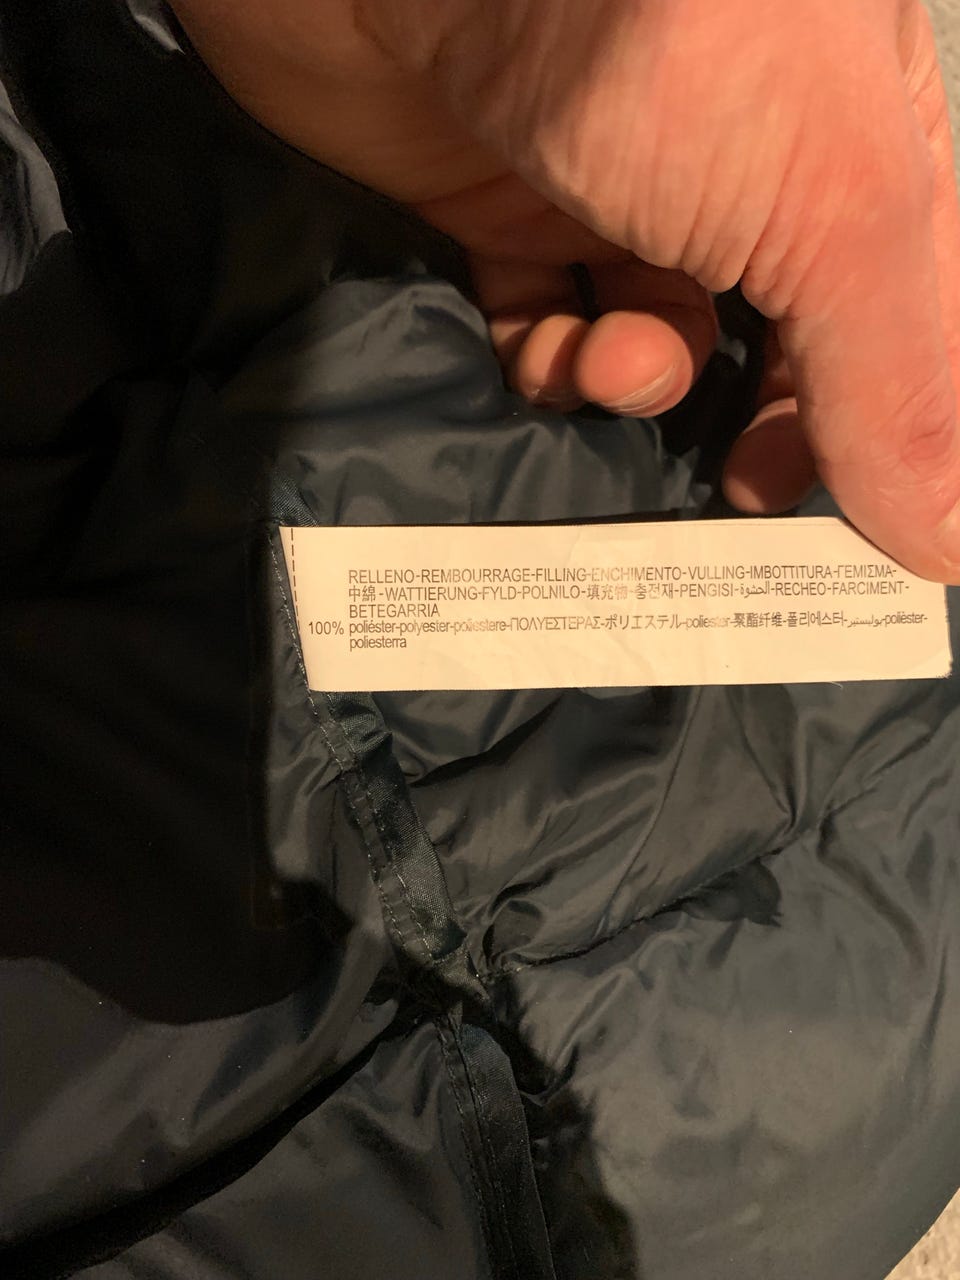 RELLENO-REMBOURRAGE-FILLING-ENCHIMENTO-VULLING-IMBOTTITURA-ΓΕΜΙΣΜΑ-
中綿-WATTIERUNG-FYLD-POLNILO-填充物-충전재-PENGISI-الحشوة-RECHEO-FARCIMENT-
BETEGARRIA
100% poliéster-polyester-poliestere-ΠΟΛΥΕΣΤΕΡΑΣ-ポリエステル-poliester-聚酯纤维-폴리에스터-بوليستير-polièster-
poliesterra